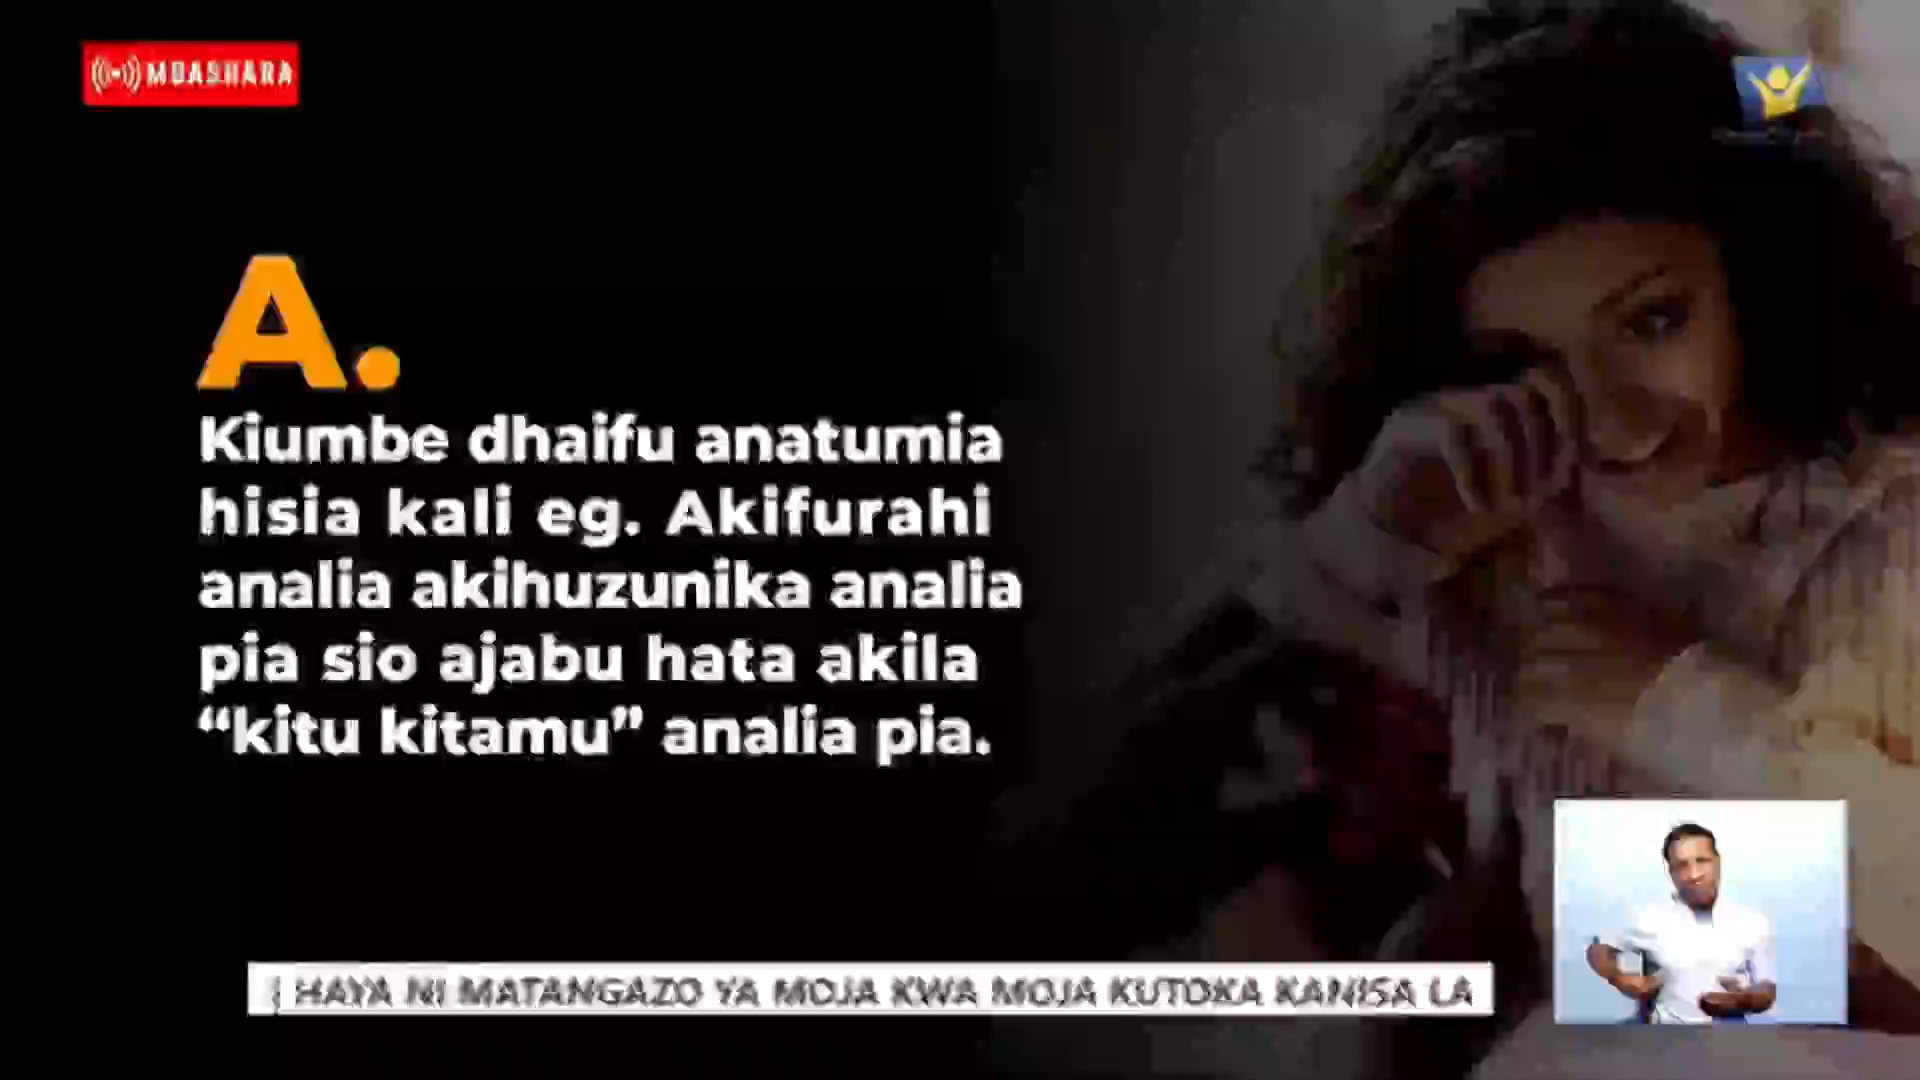 MBASHARA
A.
Kiumbe dhaifu anatumia
hisia kali eg. Akifurahi
analia akihuzunika analia
pia sio ajabu hata akila
“kitu kitamu” analia pia.
HAYA NI MATANGAZO YA MOJA KWA MOJA KUTOKA KANISA LA